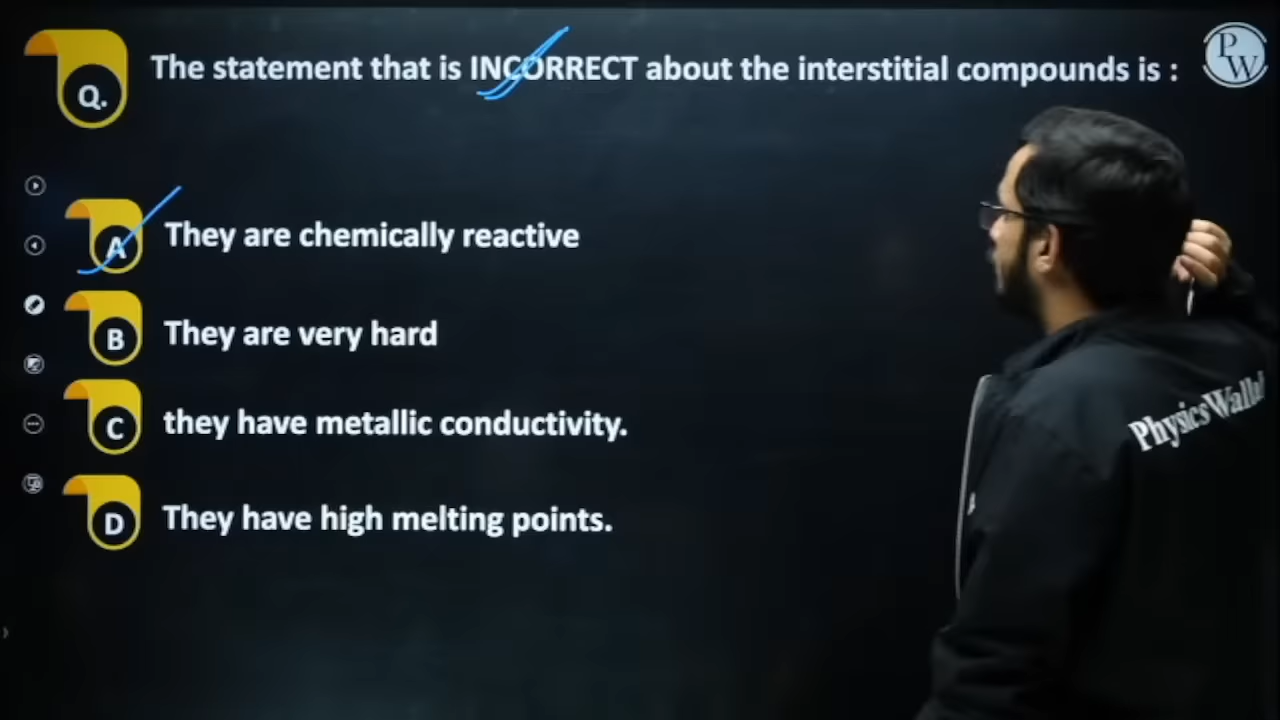 Q. The statement that is INCORRECT about the interstitial compounds is :
PW
A They are chemically reactive
B They are very hard
C they have metallic conductivity.
D They have high melting points.
PhysicsWallah